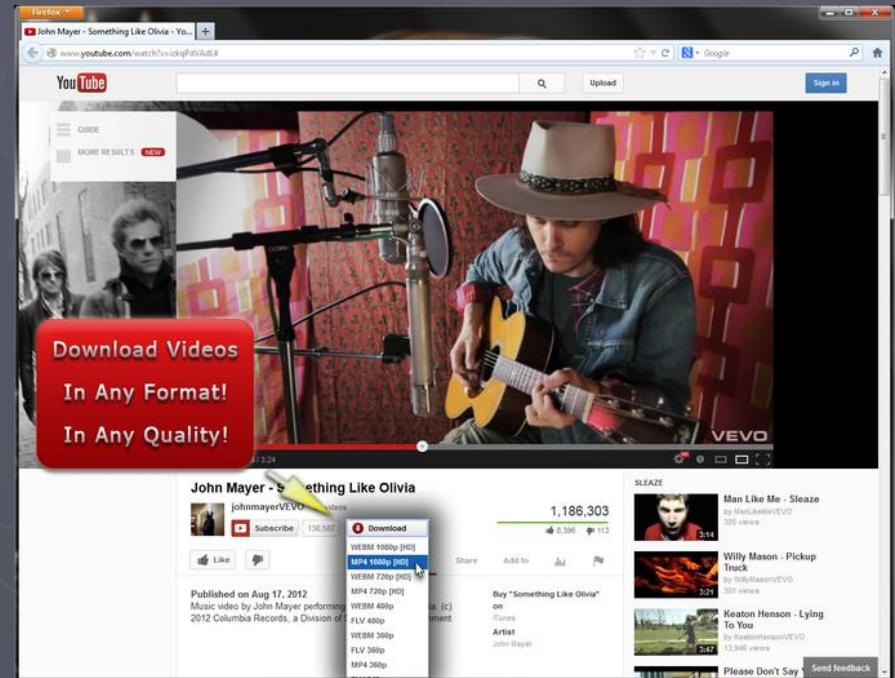 Firefox
John Mayer - Something Like Olivia - Yo...
www.youtube.com/watch?v=izkqPdVAdL4
Google
You Tube
Upload
Sign in
GUIDE
MORE RESULTS NEW
Download Videos
In Any Format!
In Any Quality!
VEVO
/ 3:24
John Mayer - Something Like Olivia
johnmayerVEVO videos
Subscribe
Download
1,186,303
8,396 113
WEBM 1080p [HD]
MP4 1080p [HD]
WEBM 720p [HD]
MP4 720p [HD]
WEBM 480p
FLV 480p
WEBM 360p
FLV 360p
MP4 360p
Like
Share
Add to
Published on Aug 17, 2012
Music video by John Mayer performing
2012 Columbia Records, a Division of
Buy "Something Like Olivia"
on
iTunes
Artist
John Mayer
SLEAZE
Man Like Me - Sleaze
by ManLikeMeVEVO
305 views
3:14
Willy Mason - Pickup
Truck
by WillyMasonVEVO
301 views
3:21
Keaton Henson - Lying
To You
by KeatonHensonVEVO
13,946 views
3:47
Please Don't Say
Send feedback